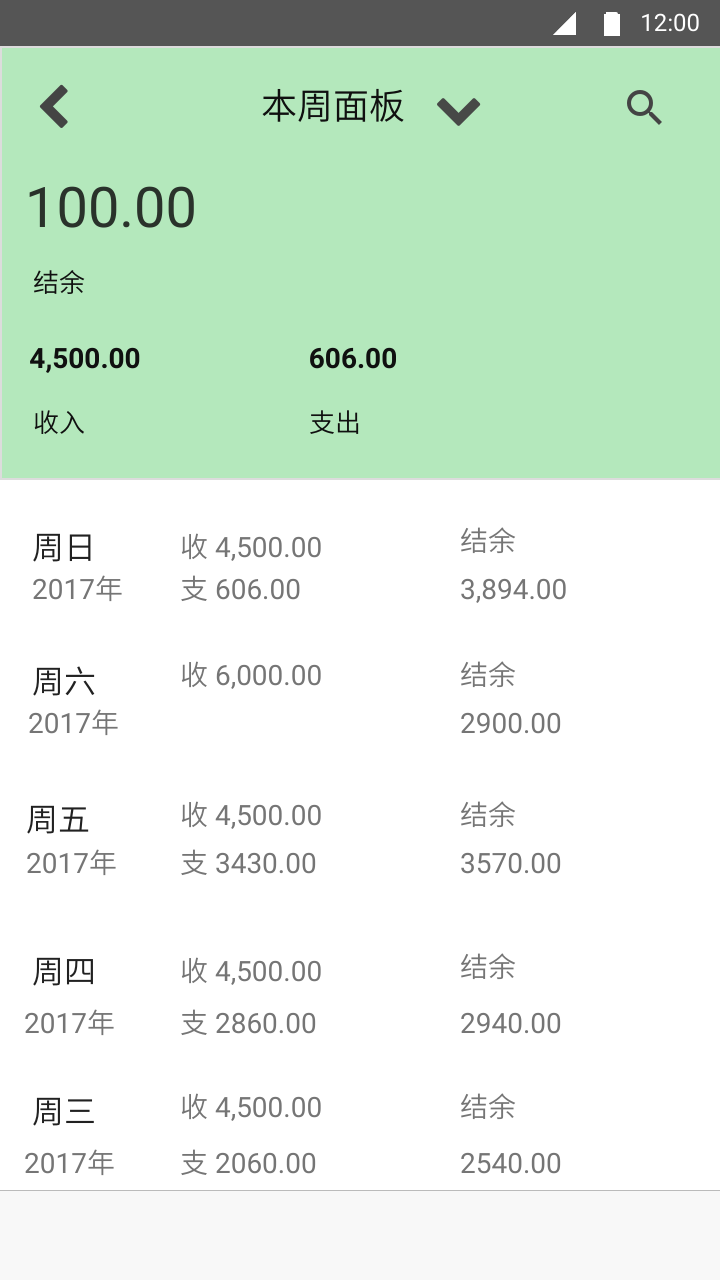 12:00
本周面板
100.00
结余
4,500.00 606.00
收入 支出
周日 收 4,500.00 结余
2017年 支 606.00 3,894.00
周六 收 6,000.00 结余
2017年 2900.00
周五 收 4,500.00 结余
2017年 支 3430.00 3570.00
周四 收 4,500.00 结余
2017年 支 2860.00 2940.00
周三 收 4,500.00 结余
2017年 支 2060.00 2540.00